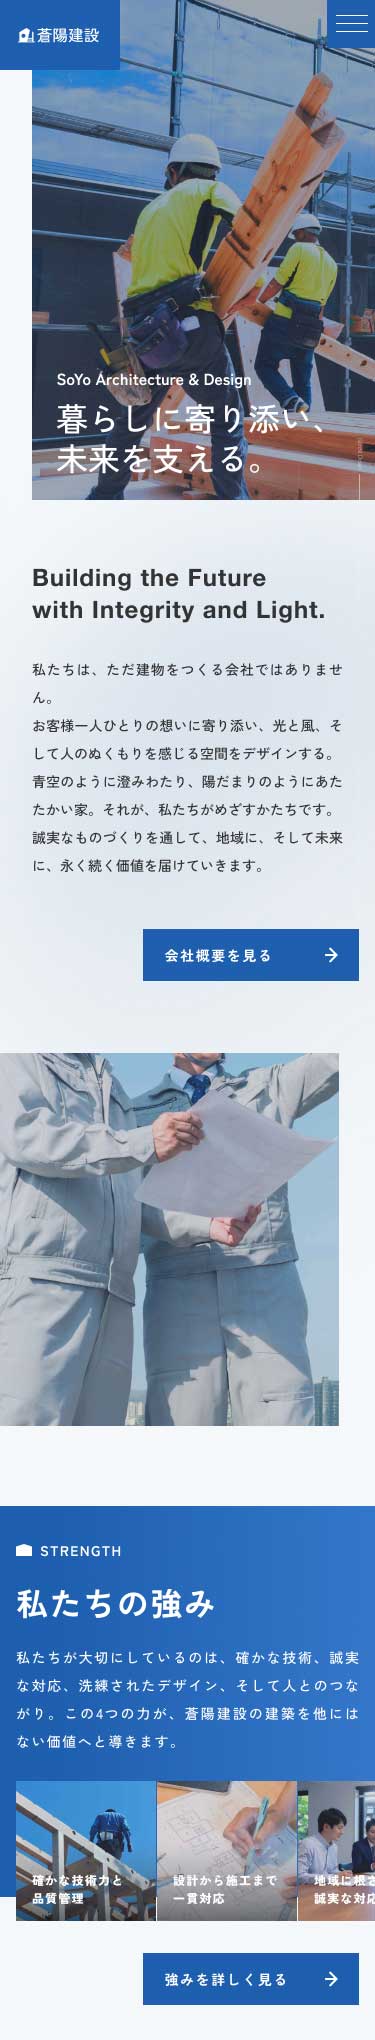 蒼陽建設
SoYo Architecture & Design
暮らしに寄り添い、
未来を支える。
Building the Future
with Integrity and Light.
私たちは、ただ建物をつくる会社ではありませ
ん。
お客様一人ひとりの想いに寄り添い、光と風、そ
して人のぬくもりを感じる空間をデザインする。
青空のように澄みわたり、陽だまりのようにあた
たかい家。それが、私たちがめざすかたちです。
誠実なものづくりを通して、地域に、そして未来
に、永く続く価値を届けていきます。
会社概要を見る
STRENGTH
私たちの強み
私たちが大切にしているのは、確かな技術、誠実
な対応、洗練されたデザイン、そして人とのつな
がり。この4つの力が、蒼陽建設の建築を他には
ない価値へと導きます。
確かな技術力と
品質管理
設計から施工まで
一貫対応
地域に根
誠実な対応
強みを詳しく見る